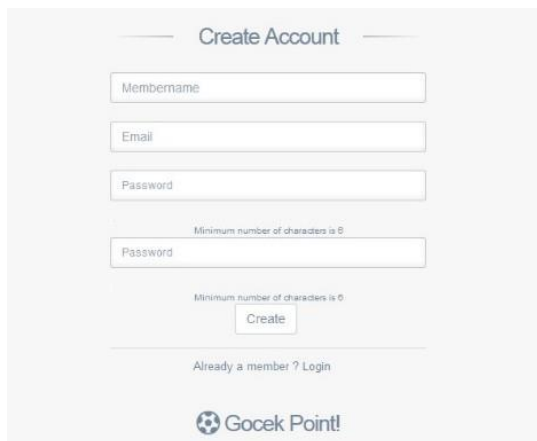 Create Account
Membername
Email
Password
Minimum number of characters is 6
Password
Minimum number of characters is 6
Create
Already a member ? Login
Gocek Point!